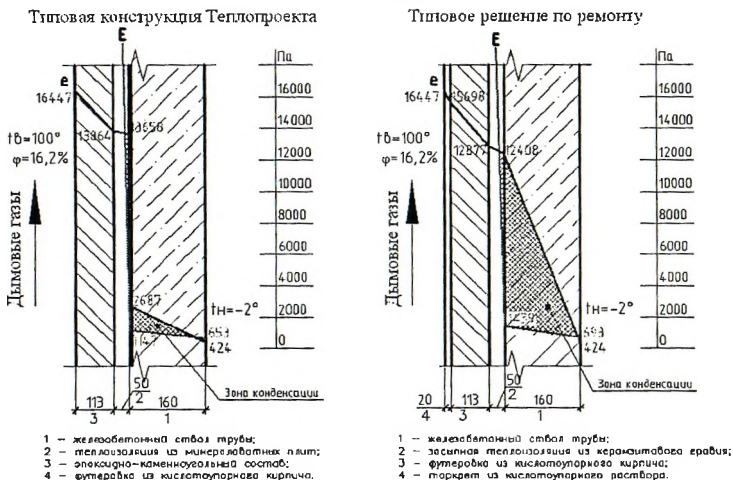 Типовая конструкция Теплопроекта
Типовое решение по ремонту
E
e
16447
13864
13658
tв=100°
φ=16,2%
Дымовые газы
2687
tн=-2°
653
424
Зона конденсации
113
3
50
2
160
1
Па
16000
14000
12000
10000
8000
6000
4000
2000
0
1 – железобетонный ствол трубы;
2 – теплоизоляция из минераловатных плит;
3 – эпоксидно-каменноугольный состав;
4 – футеровка из кислотоупорного кирпича.
E
e
16447
15698
12877
12408
tв=100°
φ=16,2%
Дымовые газы
tн=-2°
693
424
Зона конденсации
20
4
113
3
50
2
160
1
Па
16000
14000
12000
10000
8000
6000
4000
2000
0
1 – железобетонный ствол трубы;
2 – засыпная теплоизоляция из керамзитового гравия;
3 – футеровка из кислотоупорного кирпича;
4 – торкрет из кислотоупорного раствора.